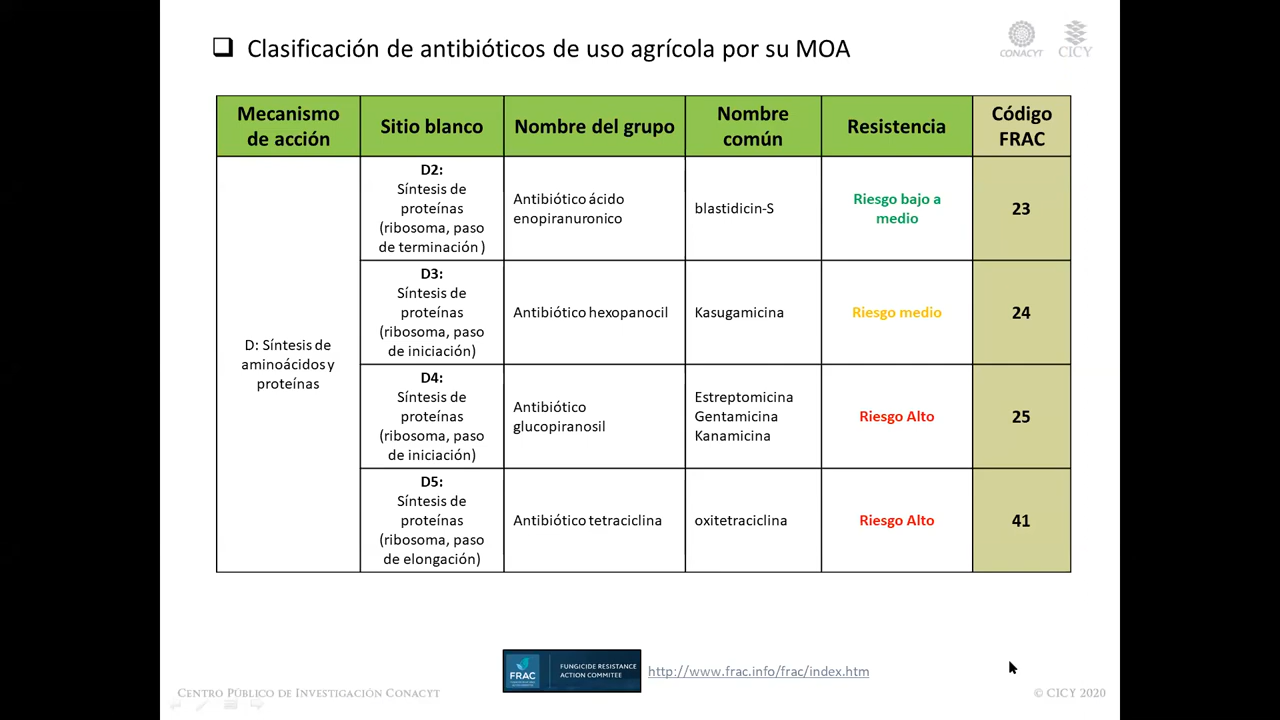 Clasificación de antibióticos de uso agrícola por su MOA
CONACYT
CICY
Mecanismo
de acción
Sitio blanco
Nombre del grupo
Nombre
común
Resistencia
Código
FRAC
D: Síntesis de
aminoácidos y
proteínas
D2:
Síntesis de
proteínas
(ribosoma, paso
de terminación )
Antibiótico ácido
enopiranuronico
blastidicin-S
Riesgo bajo a
medio
23
D3:
Síntesis de
proteínas
(ribosoma, paso
de iniciación)
Antibiótico hexopanocil
Kasugamicina
Riesgo medio
24
D4:
Síntesis de
proteínas
(ribosoma, paso
de iniciación)
Antibiótico
glucopiranosil
Estreptomicina
Gentamicina
Kanamicina
Riesgo Alto
25
D5:
Síntesis de
proteínas
(ribosoma, paso
de elongación)
Antibiótico tetraciclina
oxitetraciclina
Riesgo Alto
41
FRAC
FUNGICIDE RESISTANCE
ACTION COMMITEE
http://www.frac.info/frac/index.htm
Centro Público de Investigación Conacyt
© CICY 2020